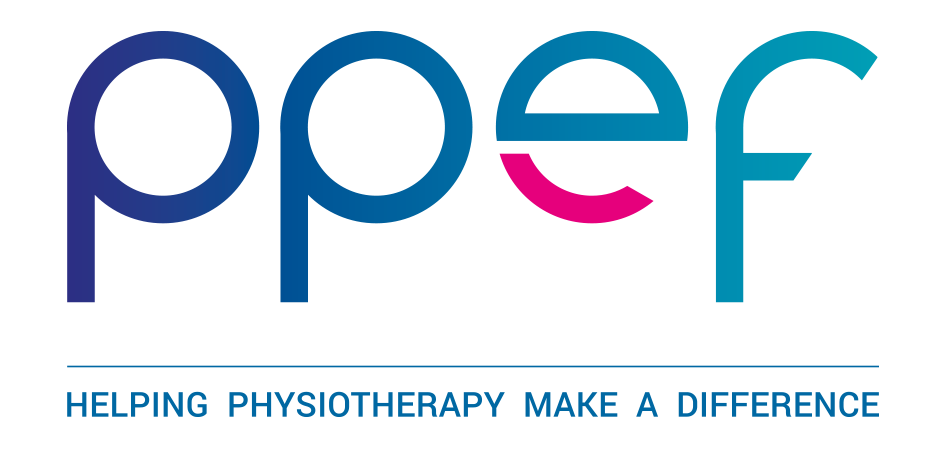 ppef
HELPING PHYSIOTHERAPY MAKE A DIFFERENCE